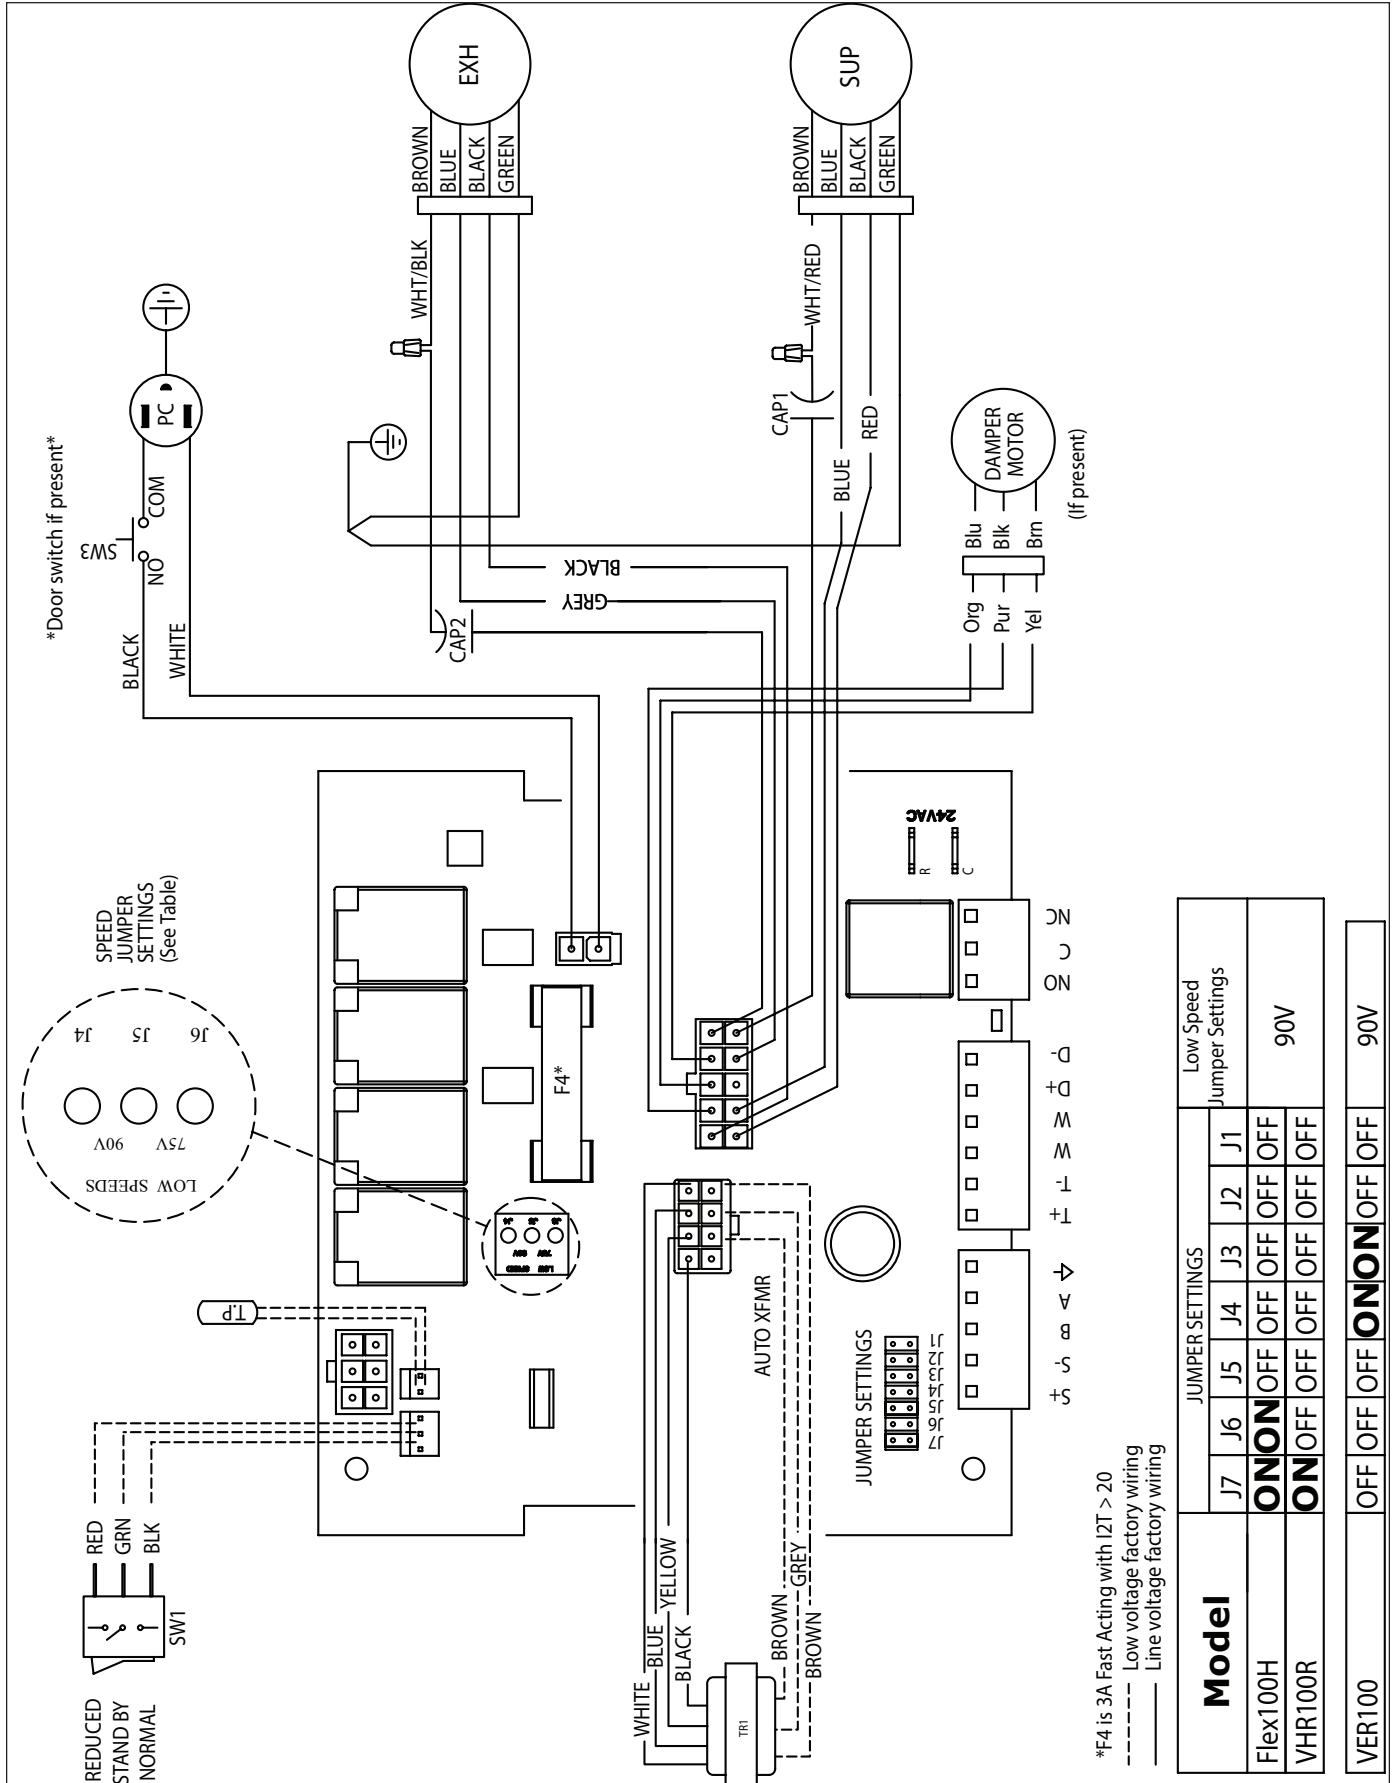 EXH
SUP
BROWN
BLUE
BLACK
GREEN
BROWN
BLUE
BLACK
GREEN
WHT/BLK
WHT/RED
PC
*Door switch if present*
SW3
COM
NO
BLACK
WHITE
CAP1
CAP2
BLUE
RED
BLACK
GREY
DAMPER
MOTOR
(If present)
Blu
Blk
Brn
Org
Pur
Yel
SPEED
JUMPER
SETTINGS
(See Table)
J4 J5 J6
90V 75V
LOW SPEEDS
F4*
J4 J5 J6
90V 75V
LOW SPEED
24VAC
R
C
NC
C
NO
D-
D+
W
W
T-
T+
A
B
S-
S+
T.P
AUTO XFMR
JUMPER SETTINGS
J1
J2
J3
J4
J5
J6
J7
RED
GRN
BLK
SW1
REDUCED
STAND BY
NORMAL
WHITE
BLUE
YELLOW
BLACK
BROWN
GREY
BROWN
TR1
*F4 is 3A Fast Acting with I2T > 20
Low voltage factory wiring
Line voltage factory wiring
Model JUMPER SETTINGS Low Speed
Jumper Settings
J7 J6 J5 J4 J3 J2 J1
Flex100H ON ON OFF OFF OFF OFF OFF 90V
VHR100R ON OFF OFF OFF OFF OFF OFF
VER100 OFF OFF OFF ON ON OFF OFF 90V